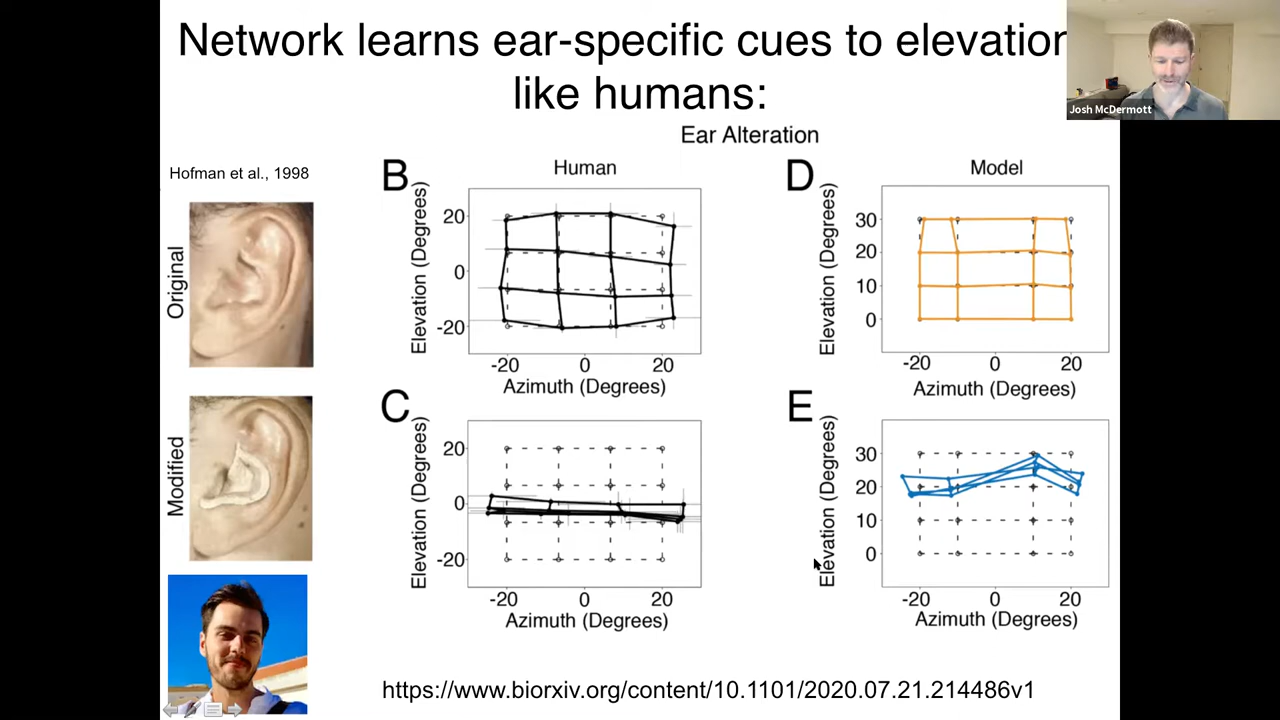 Network learns ear-specific cues to elevation
like humans:
Josh McDermott
Ear Alteration
Hofman et al., 1998
Original
Modified
B
Human
Elevation (Degrees)
20
0
-20
-20 0 20
Azimuth (Degrees)
D
Model
Elevation (Degrees)
30
20
10
0
-20 0 20
Azimuth (Degrees)
C
Elevation (Degrees)
20
0
-20
-20 0 20
Azimuth (Degrees)
E
Elevation (Degrees)
30
20
10
0
-20 0 20
Azimuth (Degrees)
https://www.biorxiv.org/content/10.1101/2020.07.21.214486v1